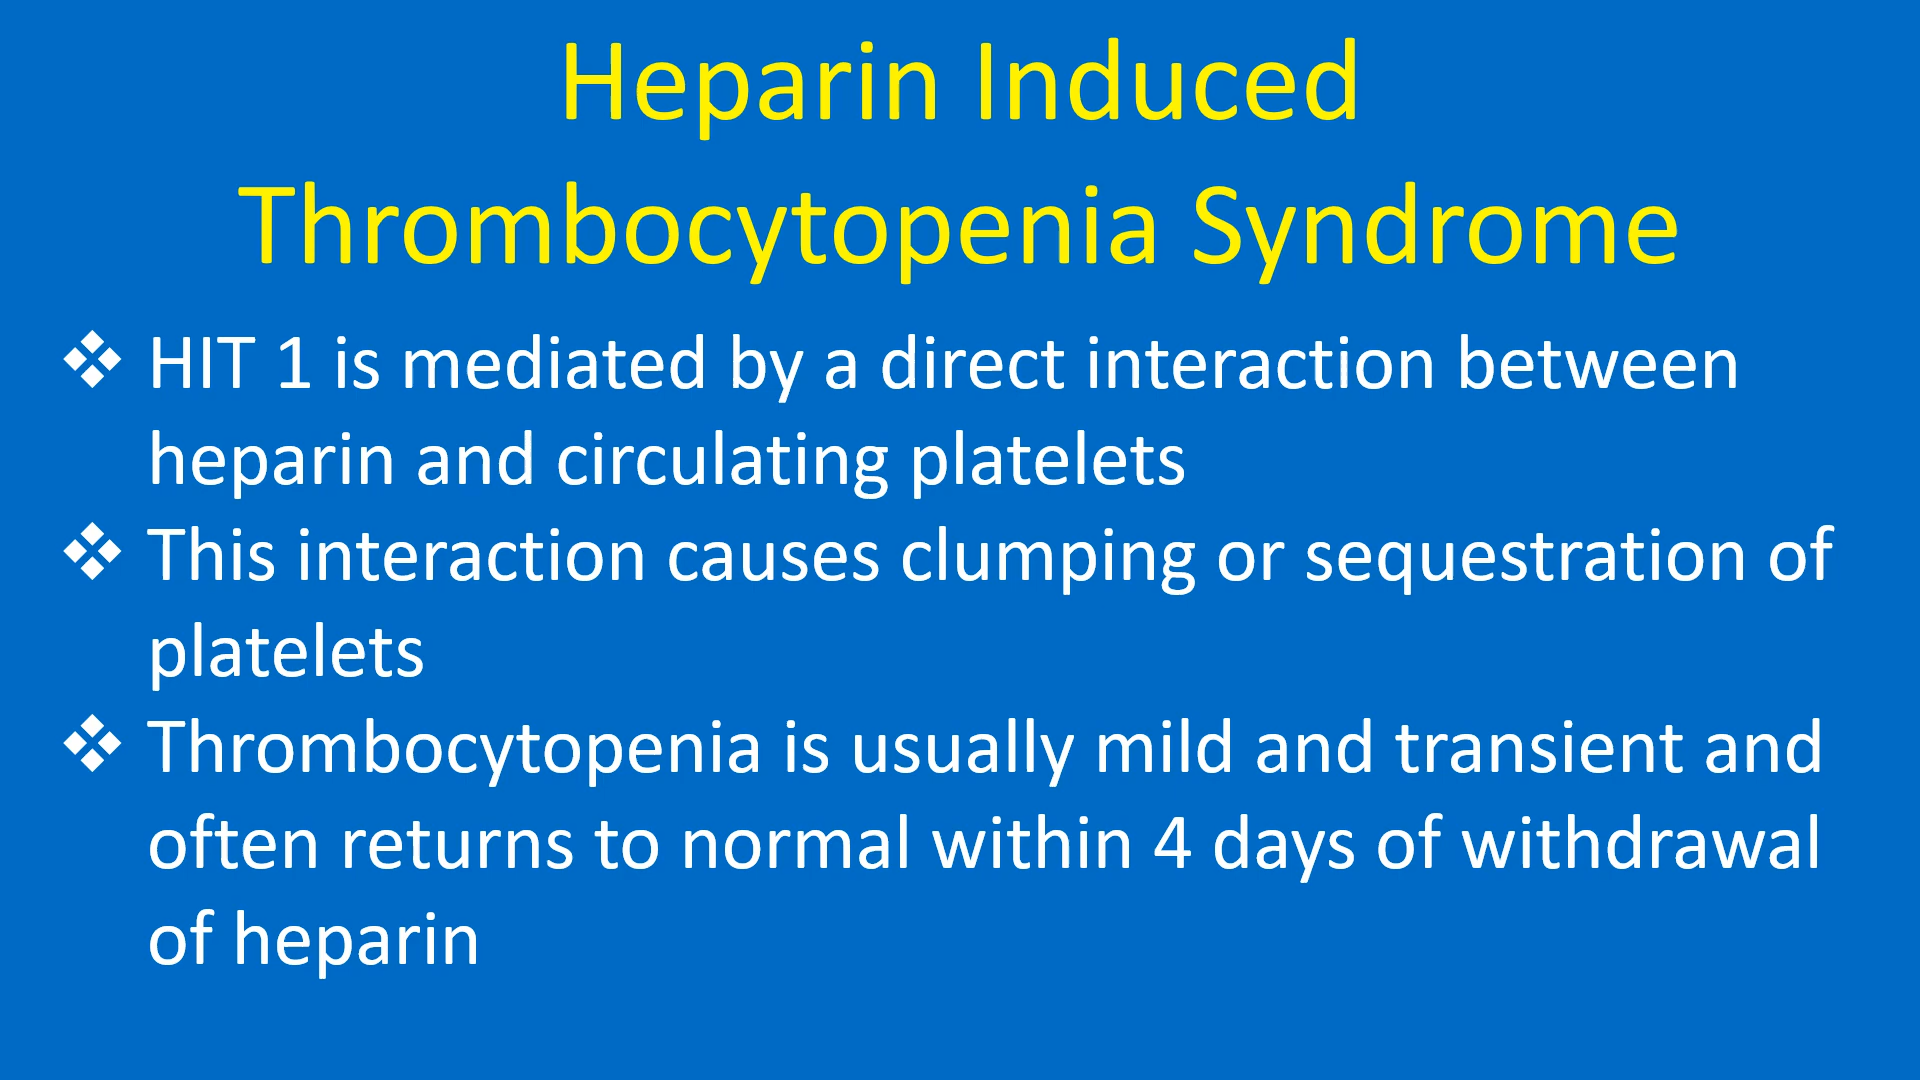 Heparin Induced
Thrombocytopenia Syndrome
❖ HIT 1 is mediated by a direct interaction between
heparin and circulating platelets
❖ This interaction causes clumping or sequestration of
platelets
❖ Thrombocytopenia is usually mild and transient and
often returns to normal within 4 days of withdrawal
of heparin